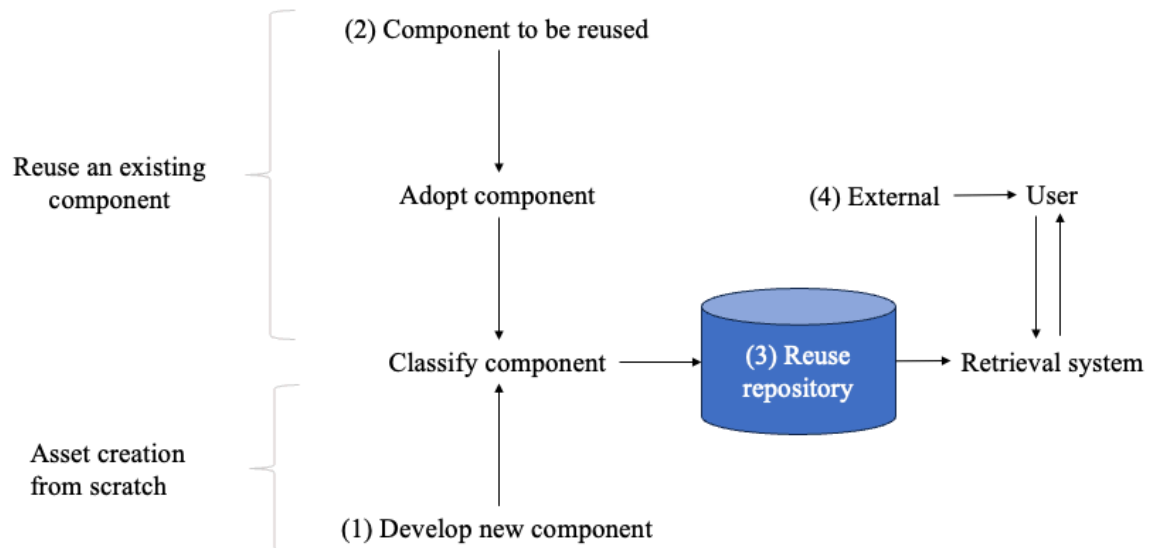 (2) Component to be reused
Reuse an existing
component
Adopt component
(4) External
User
Classify component
(3) Reuse
repository
Retrieval system
Asset creation
from scratch
(1) Develop new component